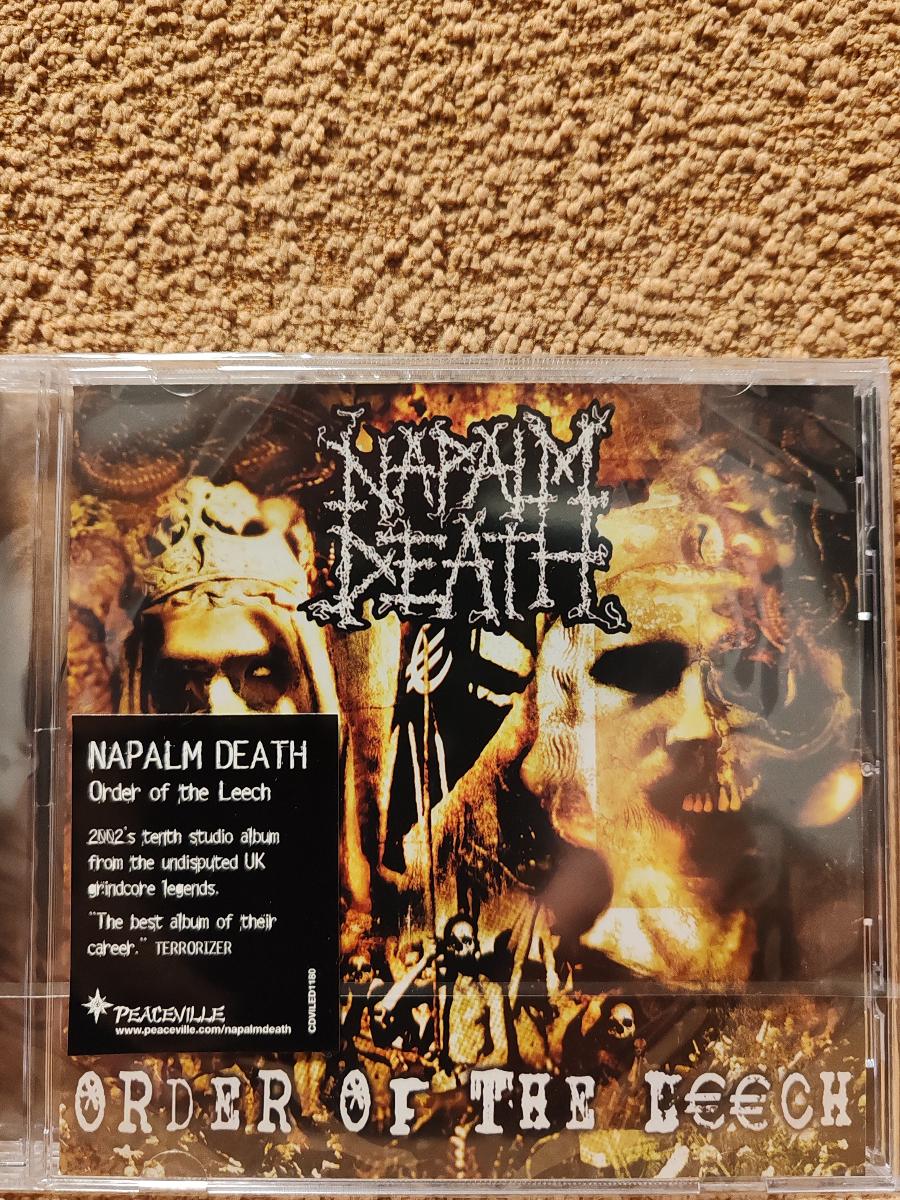 NAPALM
DEATH
NAPALM DEATH
Order of the Leech
2002's tenth studio album
from the undisputed UK
grindcore legends.
"The best album of their
career." TERRORIZER
PEACEVILLE
www.peaceville.com/napalmdeath
CDVILED1180
ORDER OF THE L€€CH